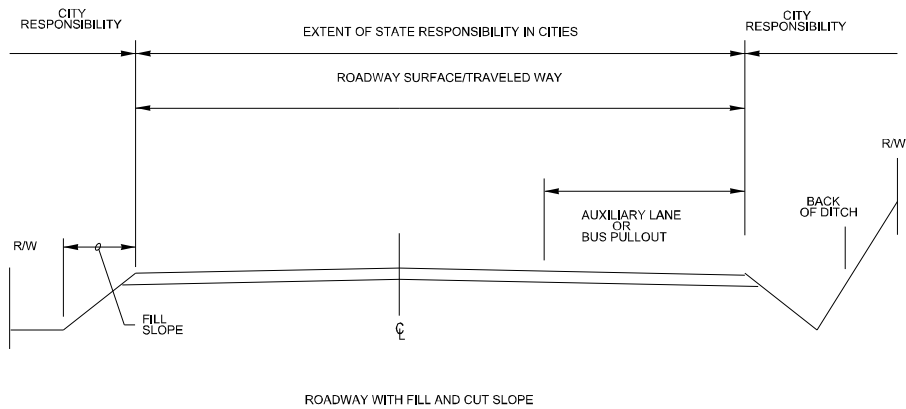 CITY
RESPONSIBILITY
EXTENT OF STATE RESPONSIBILITY IN CITIES
CITY
RESPONSIBILITY
ROADWAY SURFACE/TRAVELED WAY
R/W
AUXILIARY LANE
OR
BUS PULLOUT
BACK
OF DITCH
R/W
FILL
SLOPE
℄
ROADWAY WITH FILL AND CUT SLOPE